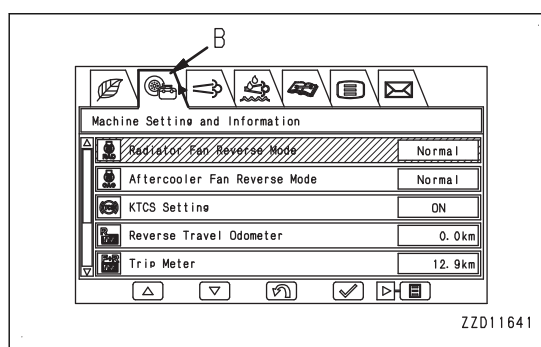 B
Machine Setting and Information
RAD Radiator Fan Reverse Mode Normal
Aftercooler Fan Reverse Mode Normal
KTCS Setting ON
Reverse Travel Odometer 0.0km
Trip Meter 12.9km
ZZD11641